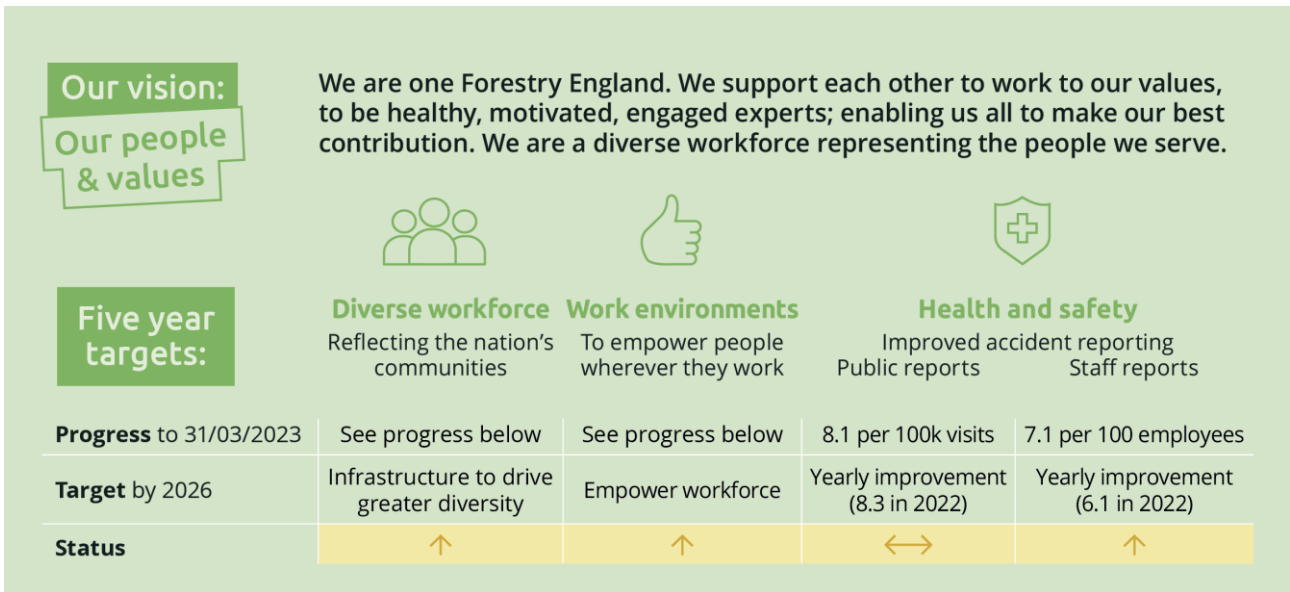 Our vision:
Our people
& values
We are one Forestry England. We support each other to work to our values,
to be healthy, motivated, engaged experts; enabling us all to make our best
contribution. We are a diverse workforce representing the people we serve.
Five year
targets:
Diverse workforce
Reflecting the nation's
communities
Work environments
To empower people
wherever they work
Health and safety
Improved accident reporting
Public reports
Staff reports
Progress to 31/03/2023
See progress below
See progress below
8.1 per 100k visits
7.1 per 100 employees
Target by 2026
Infrastructure to drive
greater diversity
Empower workforce
Yearly improvement
(8.3 in 2022)
Yearly improvement
(6.1 in 2022)
Status
↑
↑
↔
↑